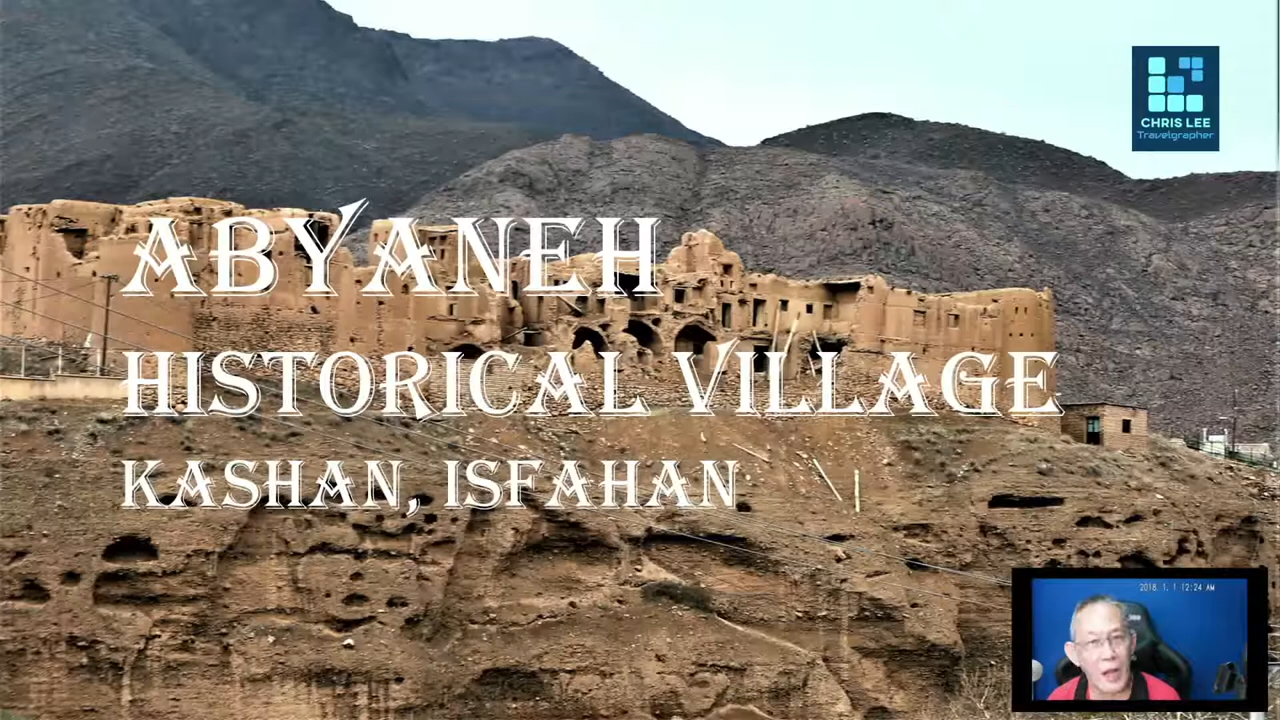 CHRIS LEE
Travelgrapher
ABYANEH
HISTORICAL VILLAGE
KASHAN, ISFAHAN
2018. 1. 1 12:24 AM